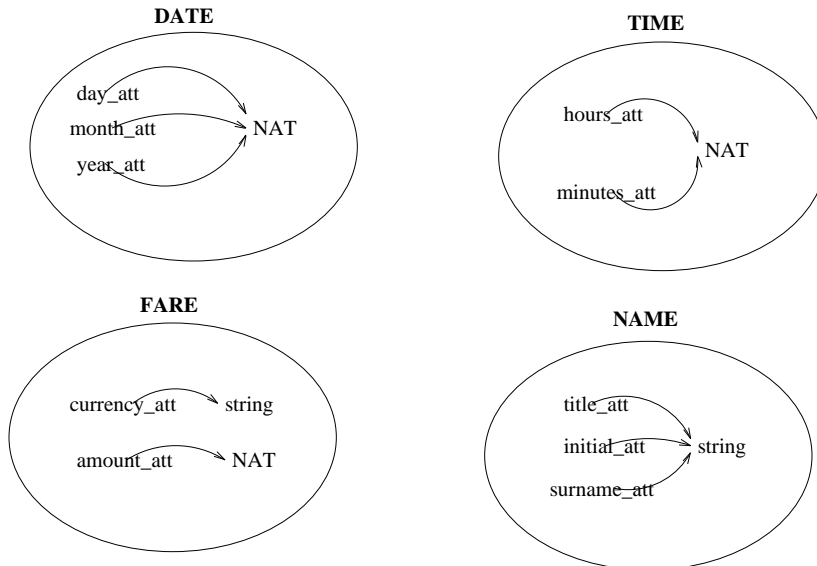 DATE
day_att
month_att
year_att
NAT
TIME
hours_att
minutes_att
NAT
FARE
currency_att
string
amount_att
NAT
NAME
title_att
initial_att
surname_att
string